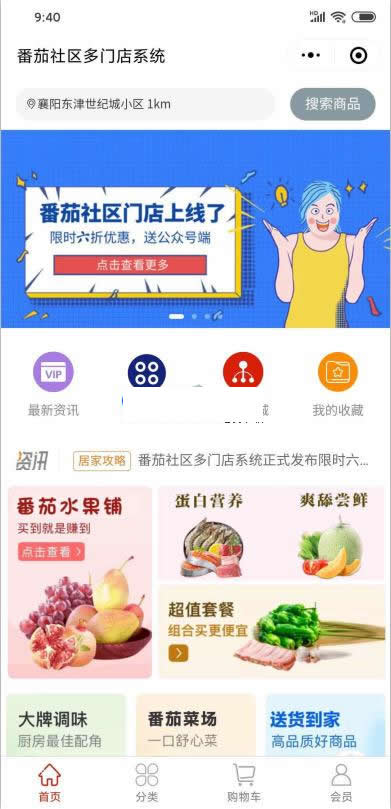 9:40
HD
番茄社区多门店系统
襄阳东津世纪城小区 1km
搜索商品
番茄社区门店上线了
限时六折优惠，送公众号端
点击查看更多
VIP
最新资讯
城
我的收藏
资讯
居家攻略
番茄社区多门店系统正式发布限时六...
番茄水果铺
买到就是赚到
点击查看 >
蛋白营养
爽舔尝鲜
超值套餐
组合买更便宜
大牌调味
厨房最佳配角
番茄菜场
一口舒心菜
送货到家
高品质好商品
首页
分类
购物车
会员